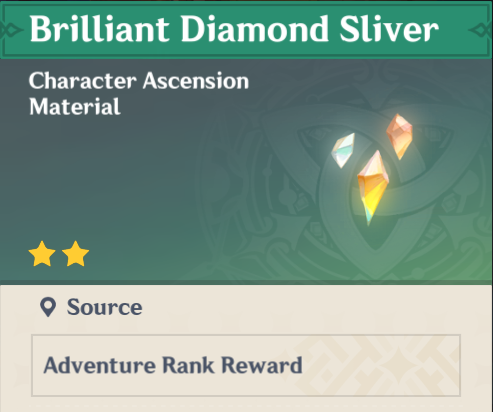 Brilliant Diamond Sliver
Character Ascension
Material
Source
Adventure Rank Reward